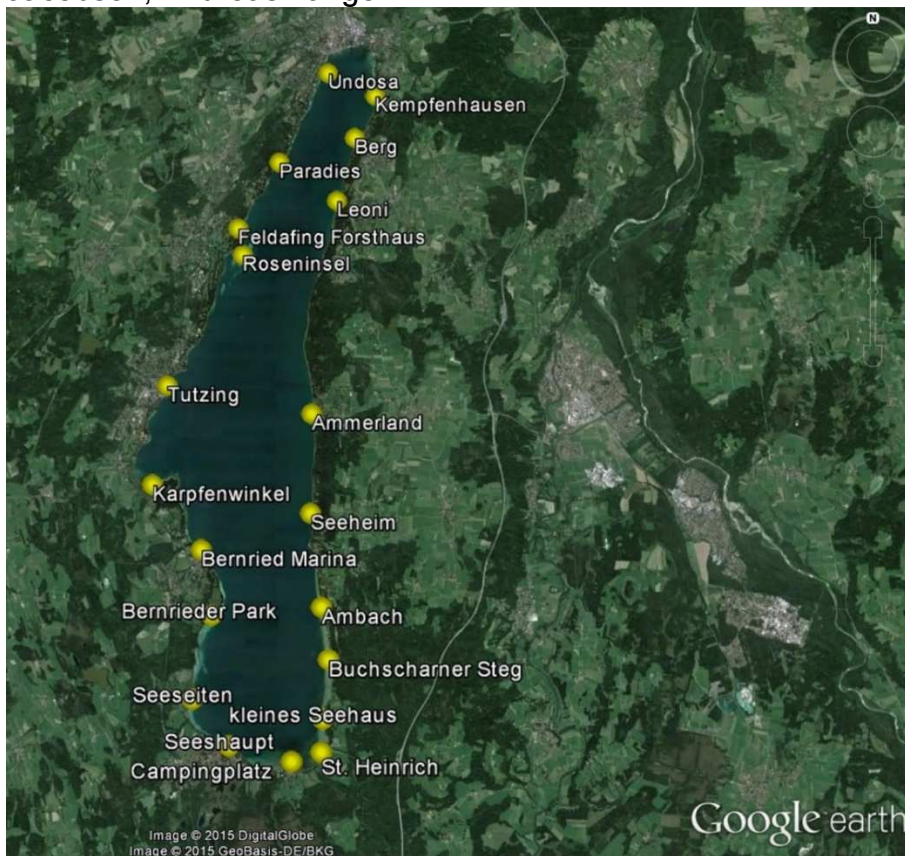 N
Undosa
Kempfenhausen
Berg
Paradies
Leoni
Feldafing Forsthaus
Roseninsel
Tutzing
Ammerland
Karpfenwinkel
Seeheim
Bernried Marina
Bernrieder Park
Ambach
Buchscharner Steg
Seeseiten
kleines Seehaus
Seeshaupt
St. Heinrich
Campingplatz
Google earth
Image © 2015 DigitalGlobe
Image © 2015 GeoBasis-DE/BKG